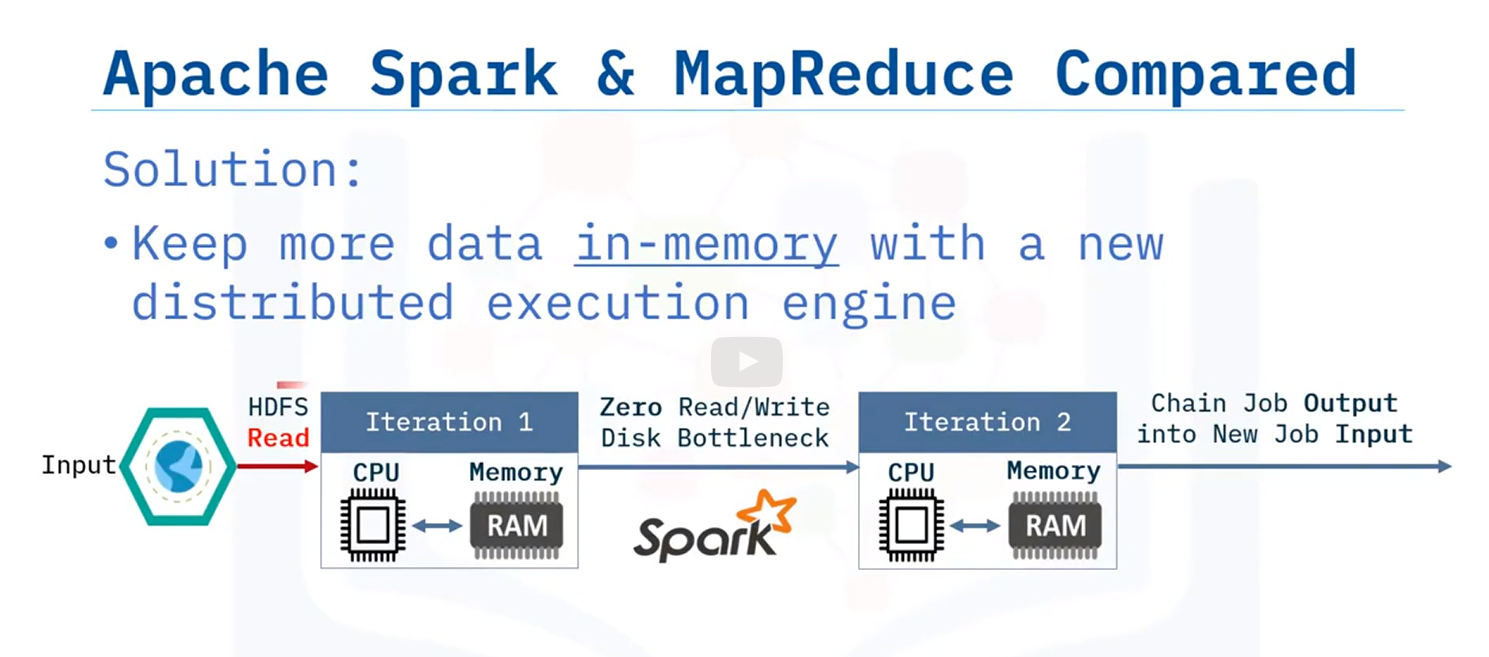 Apache Spark & MapReduce Compared
Solution:
• Keep more data in-memory with a new
distributed execution engine
Input
HDFS
Read
Iteration 1
CPU
Memory
RAM
Zero Read/Write
Disk Bottleneck
Spark
Iteration 2
CPU
Memory
RAM
Chain Job Output
into New Job Input